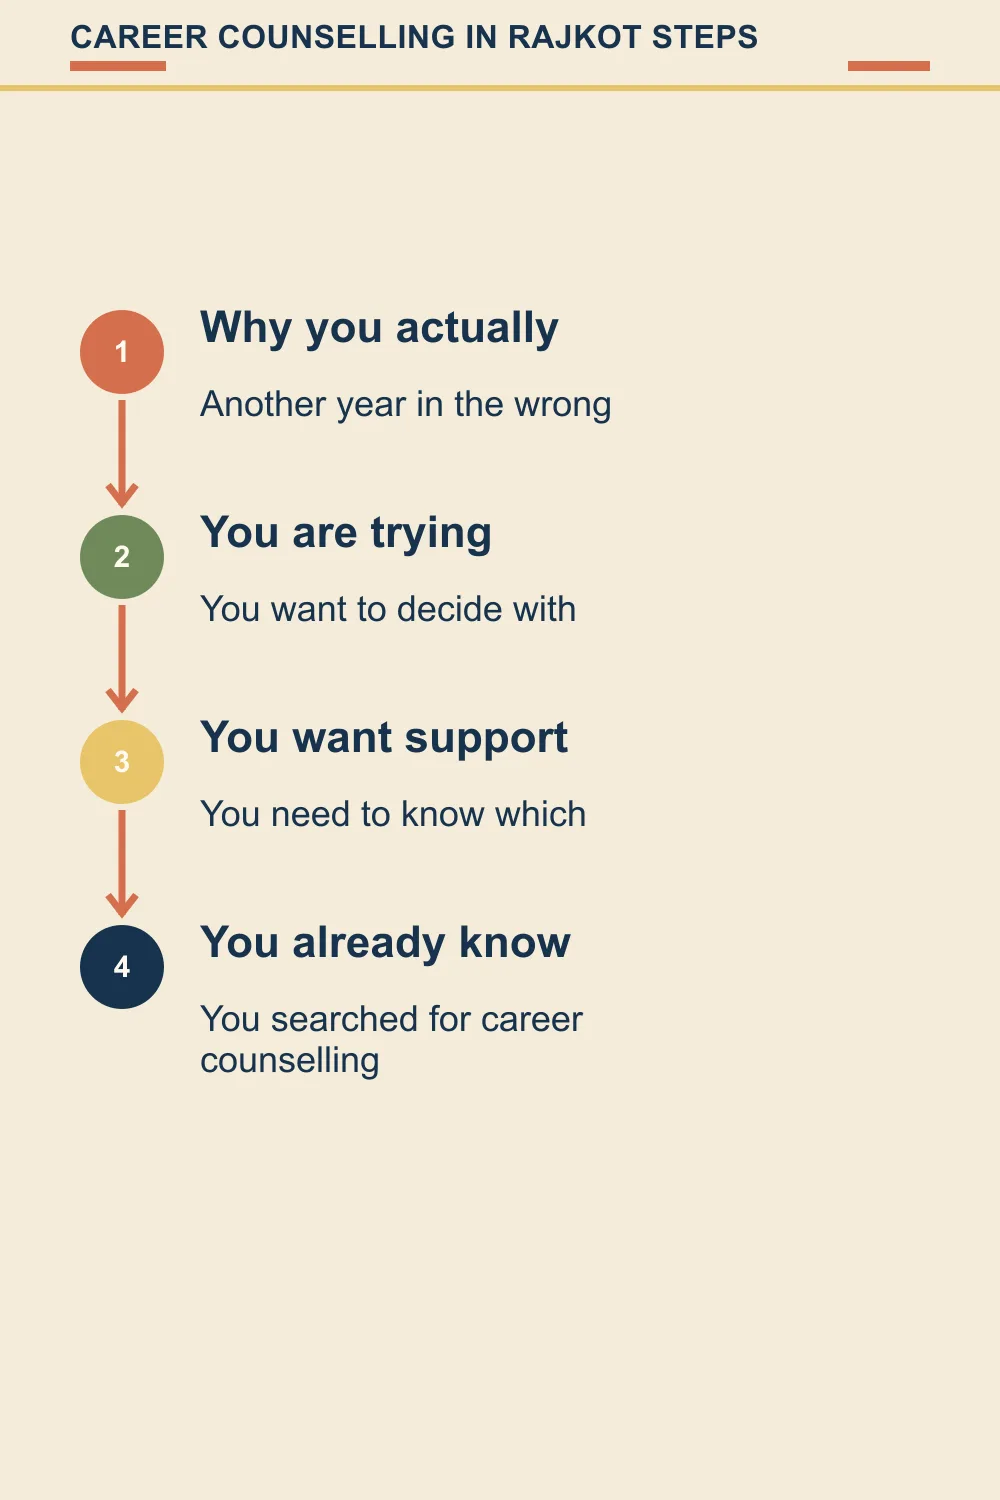 CAREER COUNSELLING IN RAJKOT STEPS
1
Why you actually
Another year in the wrong
2
You are trying
You want to decide with
3
You want support
You need to know which
4
You already know
You searched for career
counselling